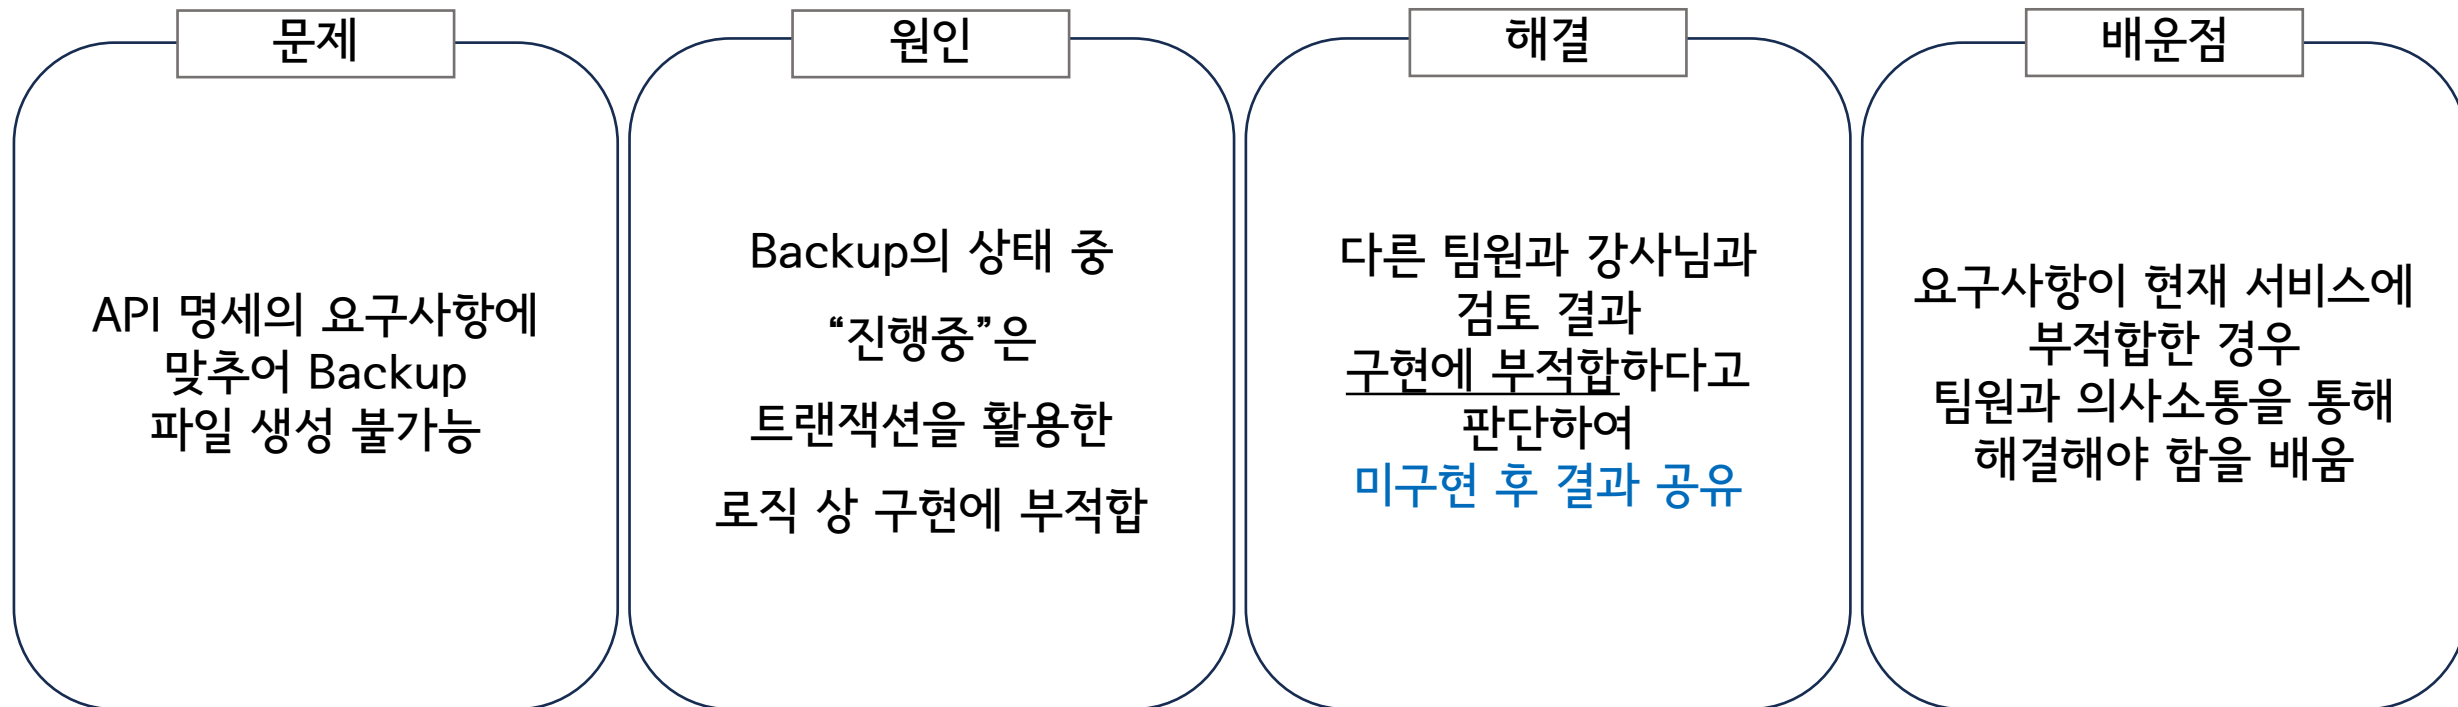 문제
API 명세의 요구사항에
맞추어 Backup
파일 생성 불가능
원인
Backup의 상태 중
“진행중”은
트랜잭션을 활용한
로직 상 구현에 부적합
해결
다른 팀원과 강사님과
검토 결과
구현에 부적합하다고
판단하여
미구현 후 결과 공유
배운점
요구사항이 현재 서비스에
부적합한 경우
팀원과 의사소통을 통해
해결해야 함을 배움